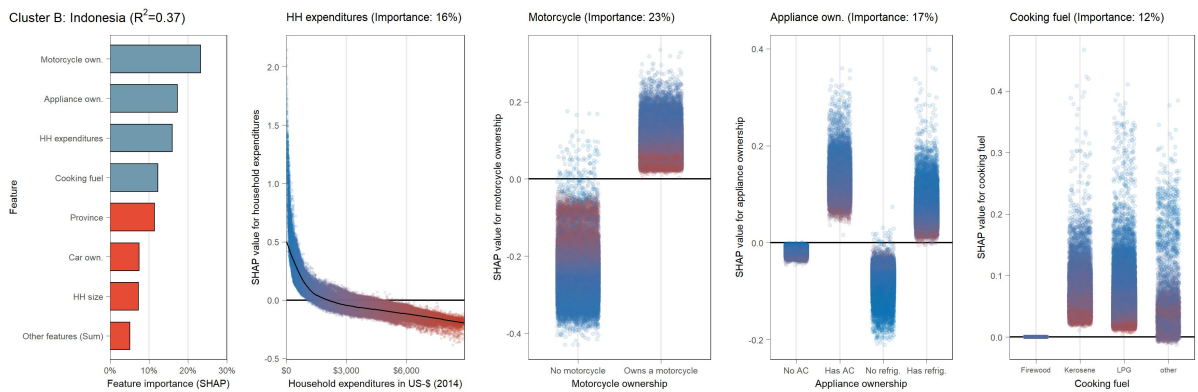 Cluster B: Indonesia (R²=0.37)
Feature
Motorcycle own.
Appliance own.
HH expenditures
Cooking fuel
Province
Car own.
HH size
Other features (Sum)
0% 10% 20% 30%
Feature importance (SHAP)
HH expenditures (Importance: 16%)
SHAP value for household expenditures
2.0
1.5
1.0
0.5
0.0
-0.5
$0 $3,000 $6,000
Household expenditures in US-$ (2014)
Motorcycle (Importance: 23%)
SHAP value for motorcycle ownership
0.2
0.0
-0.2
-0.4
No motorcycle Owns a motorcycle
Motorcycle ownership
Appliance own. (Importance: 17%)
SHAP value for appliance ownership
0.4
0.2
0.0
-0.2
No AC Has AC No refrig. Has refrig.
Appliance ownership
Cooking fuel (Importance: 12%)
SHAP value for cooking fuel
0.4
0.3
0.2
0.1
0.0
Firewood Kerosene LPG other
Cooking fuel